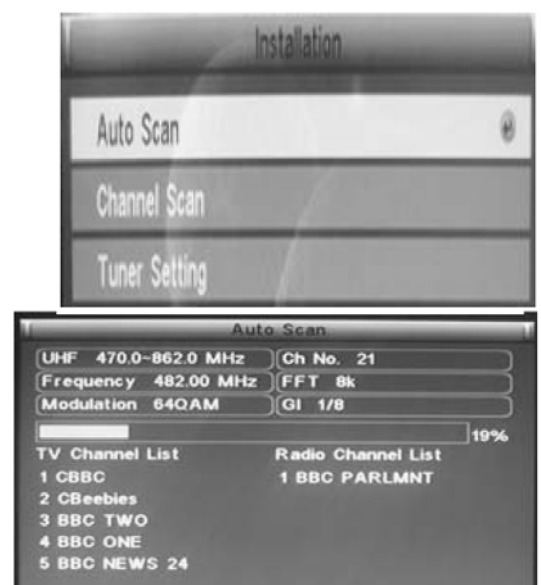 Installation
Auto Scan
Channel Scan
Tuner Setting
Auto Scan
UHF 470.0~862.0 MHz Ch No. 21
Frequency 482.00 MHz FFT 8k
Modulation 64QAM GI 1/8
19%
TV Channel List Radio Channel List
1 CBBC 1 BBC PARLMNT
2 CBeebies
3 BBC TWO
4 BBC ONE
5 BBC NEWS 24